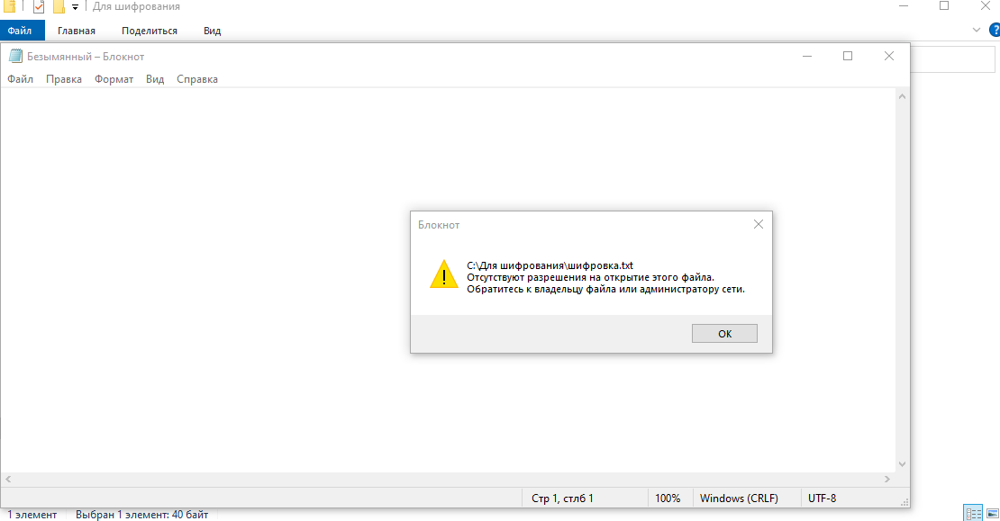 Для шифрования
Файл Главная Поделиться Вид
Безымянный – Блокнот
Файл Правка Формат Вид Справка
Блокнот
C:\Для шифрования\шифровка.txt
Отсутствуют разрешения на открытие этого файла.
Обратитесь к владельцу файла или администратору сети.
ОК
Стр 1, стлб 1 100% Windows (CRLF) UTF-8
1 элемент Выбран 1 элемент: 40 байт